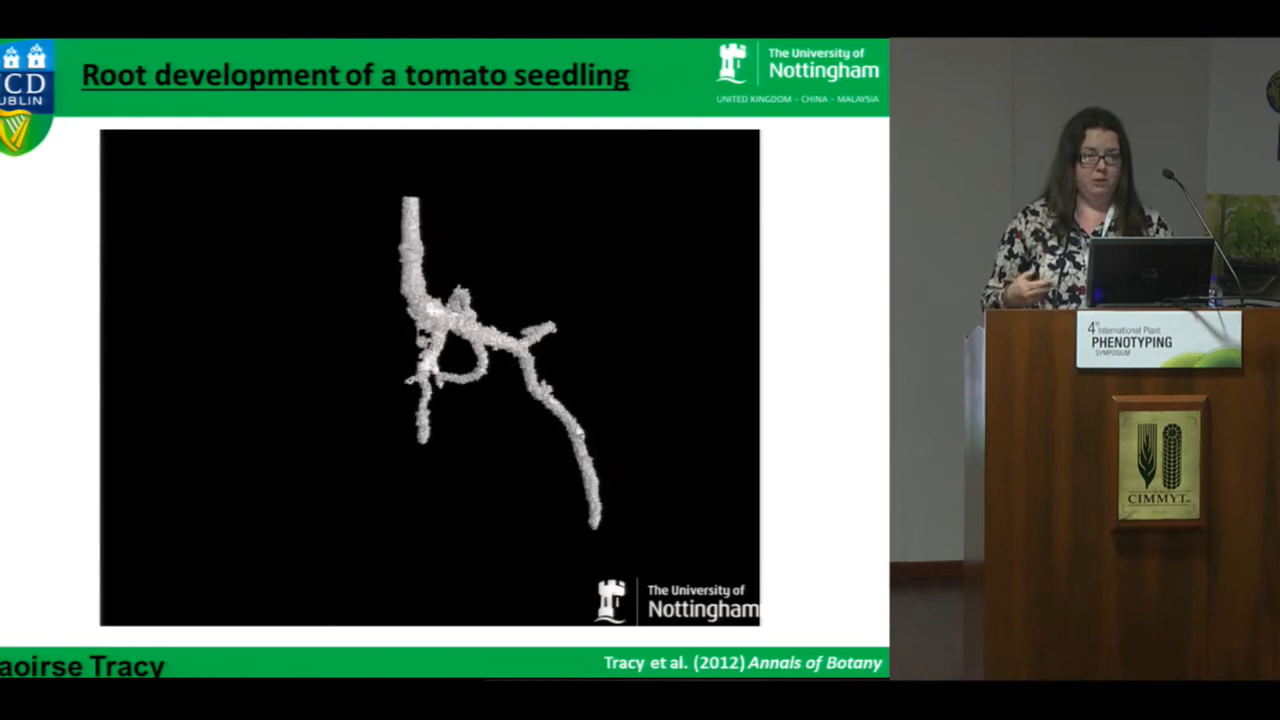 CD
UBLIN
Root development of a tomato seedling
The University of
Nottingham
UNITED KINGDOM - CHINA - MALAYSIA
The University of
Nottingham
aoirse Tracy
Tracy et al. (2012) Annals of Botany
4th International Plant
PHENOTYPING
SYMPOSIUM
CIMMYT